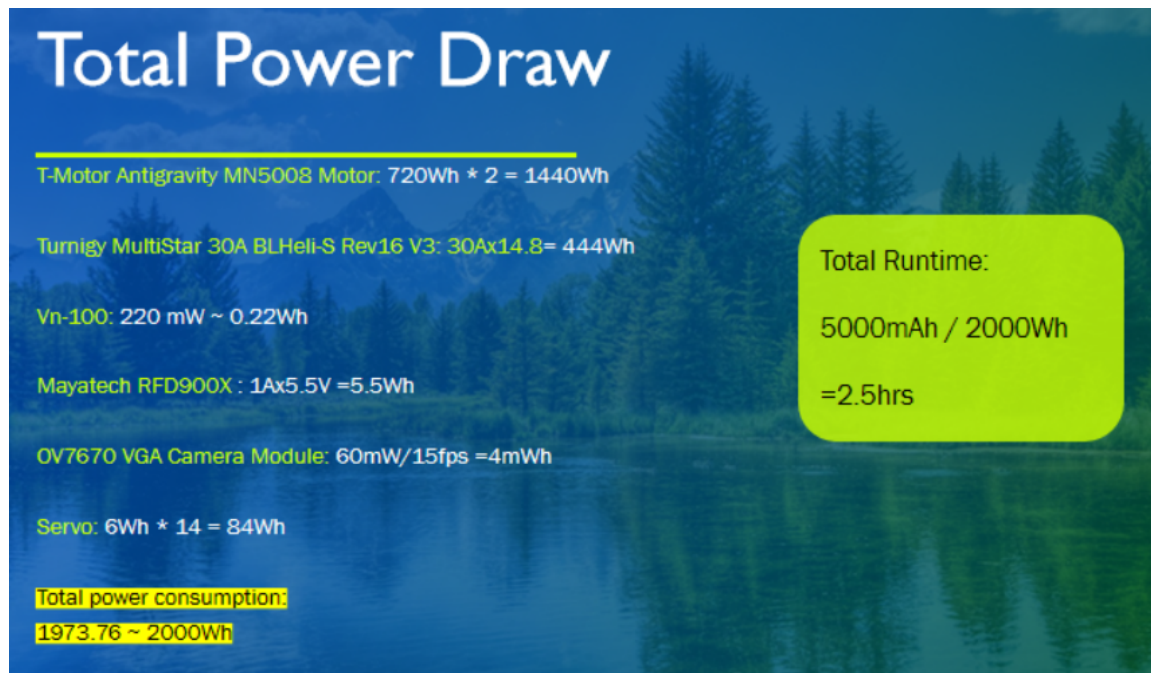 Total Power Draw
T-Motor Antigravity MN5008 Motor: 720Wh * 2 = 1440Wh
Turnigy MultiStar 30A BLHeli-S Rev16 V3: 30Ax14.8= 444Wh
Vn-100: 220 mW ~ 0.22Wh
Mayatech RFD900X : 1Ax5.5V =5.5Wh
OV7670 VGA Camera Module: 60mW/15fps =4mWh
Servo: 6Wh * 14 = 84Wh
Total power consumption:
1973.76 ~ 2000Wh
Total Runtime:
5000mAh / 2000Wh
=2.5hrs